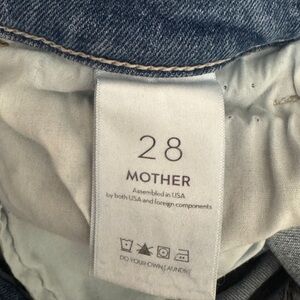 28
MOTHER
Assembled in USA
by both USA and foreign components
DO YOUR OWN LAUNDRY